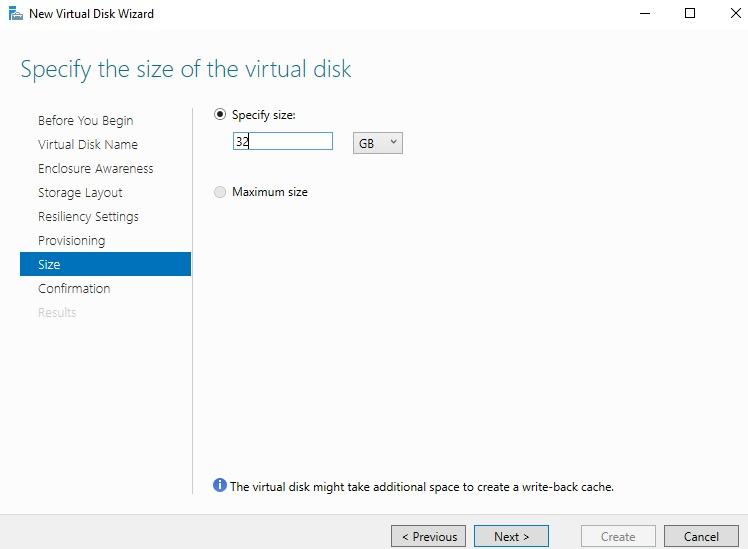 New Virtual Disk Wizard
Specify the size of the virtual disk
Before You Begin
Virtual Disk Name
Enclosure Awareness
Storage Layout
Resiliency Settings
Provisioning
Size
Confirmation
Results
Specify size:
32 GB
Maximum size
The virtual disk might take additional space to create a write-back cache.
< Previous Next > Create Cancel